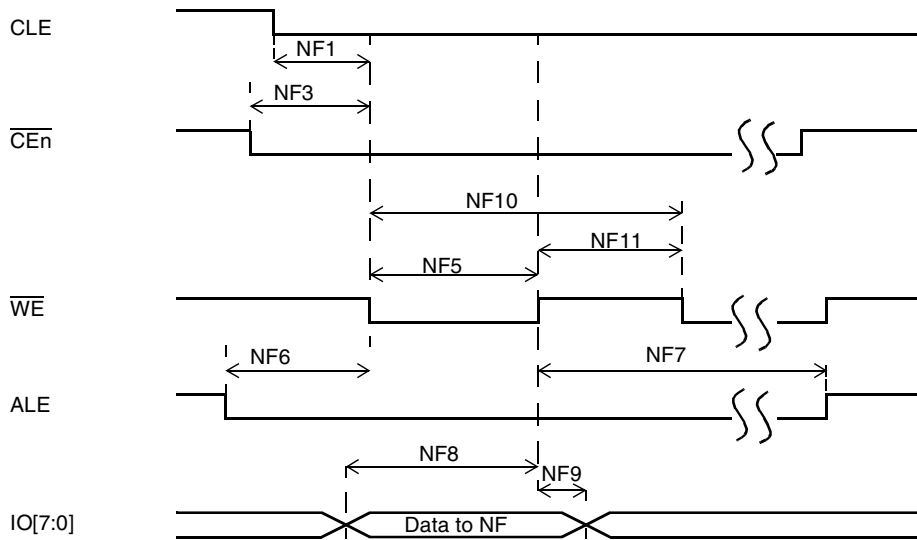 CLE
NF1
NF3
CEn
NF10
NF11
NF5
WE
NF6
NF7
ALE
NF8
NF9
IO[7:0]
Data to NF